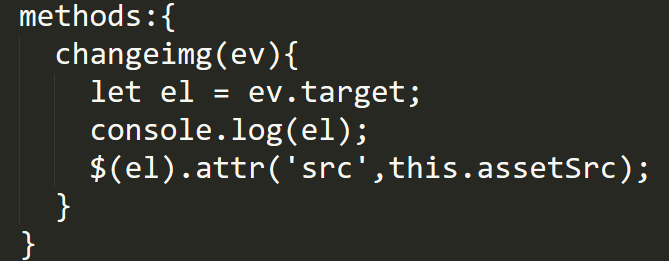 methods:{
changeimg(ev){
let el = ev.target;
console.log(el);
$(el).attr('src',this.assetSrc);
}
}